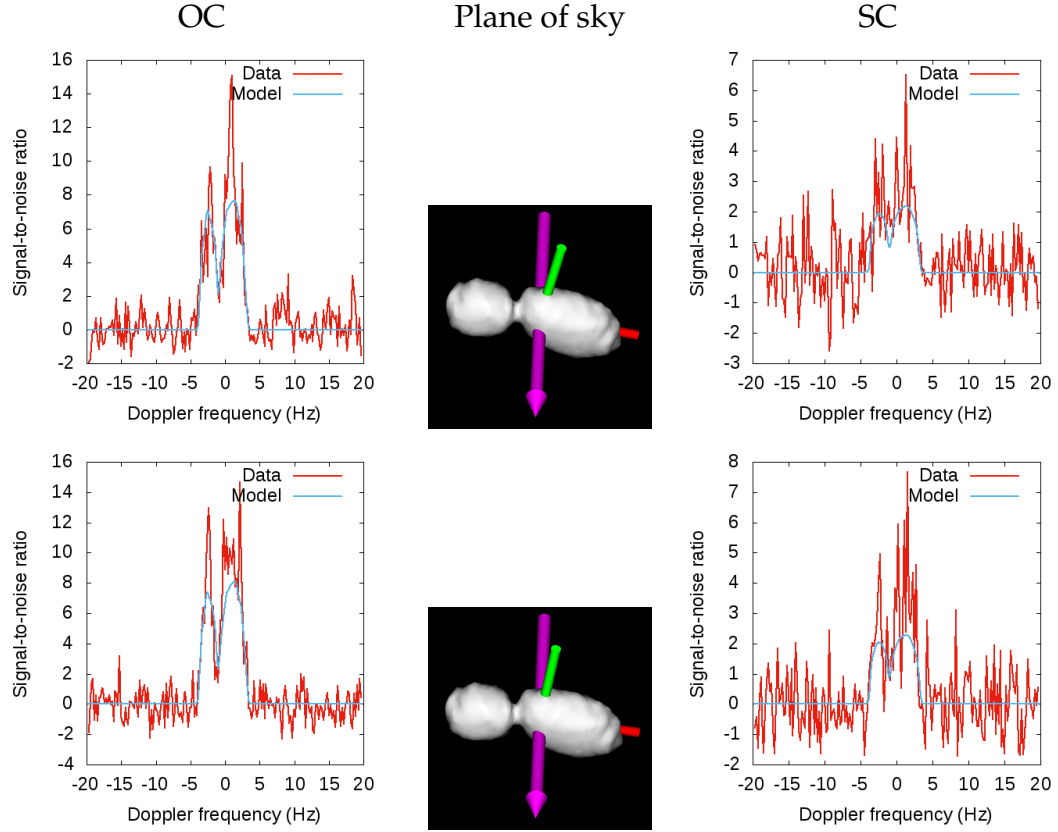 OC
Plane of sky
SC
Signal-to-noise ratio
16
14
12
10
8
6
4
2
0
-2
Data
Model
-20 -15 -10 -5 0 5 10 15 20
Doppler frequency (Hz)
Signal-to-noise ratio
7
6
5
4
3
2
1
0
-1
-2
-3
Data
Model
-20 -15 -10 -5 0 5 10 15 20
Doppler frequency (Hz)
Signal-to-noise ratio
16
14
12
10
8
6
4
2
0
-2
-4
Data
Model
-20 -15 -10 -5 0 5 10 15 20
Doppler frequency (Hz)
Signal-to-noise ratio
8
7
6
5
4
3
2
1
0
-1
-2
Data
Model
-20 -15 -10 -5 0 5 10 15 20
Doppler frequency (Hz)